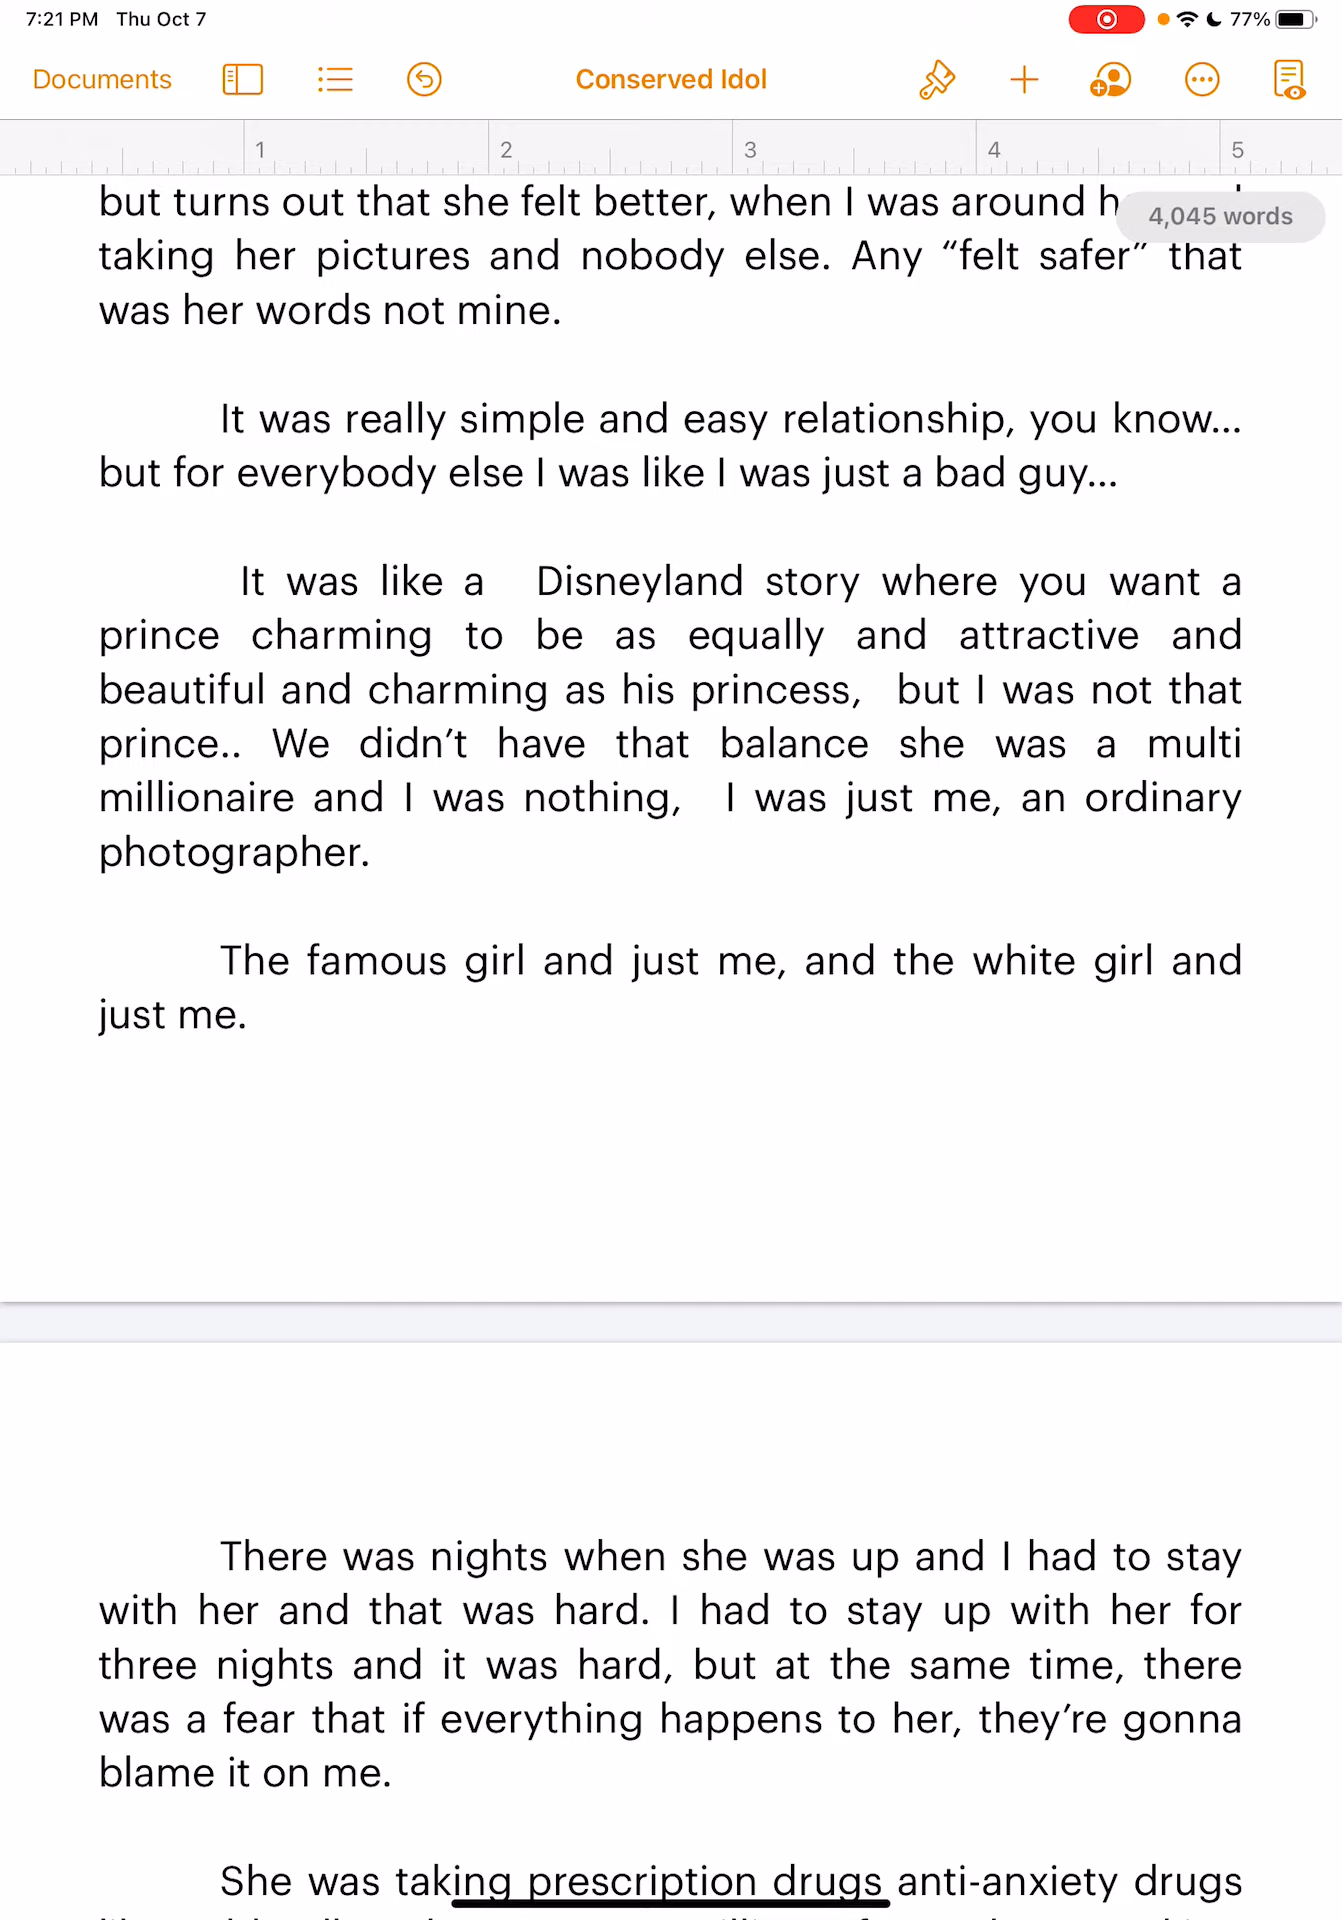 7:21 PM Thu Oct 7
77%
Documents
Conserved Idol
1 2 3 4 5
4,045 words
but turns out that she felt better, when I was around
taking her pictures and nobody else. Any “felt safer” that
was her words not mine.
It was really simple and easy relationship, you know...
but for everybody else I was like I was just a bad guy...
It was like a Disneyland story where you want a
prince charming to be as equally and attractive and
beautiful and charming as his princess, but I was not that
prince.. We didn’t have that balance she was a multi
millionaire and I was nothing, I was just me, an ordinary
photographer.
The famous girl and just me, and the white girl and
just me.
There was nights when she was up and I had to stay
with her and that was hard. I had to stay up with her for
three nights and it was hard, but at the same time, there
was a fear that if everything happens to her, they’re gonna
blame it on me.
She was taking prescription drugs anti-anxiety drugs